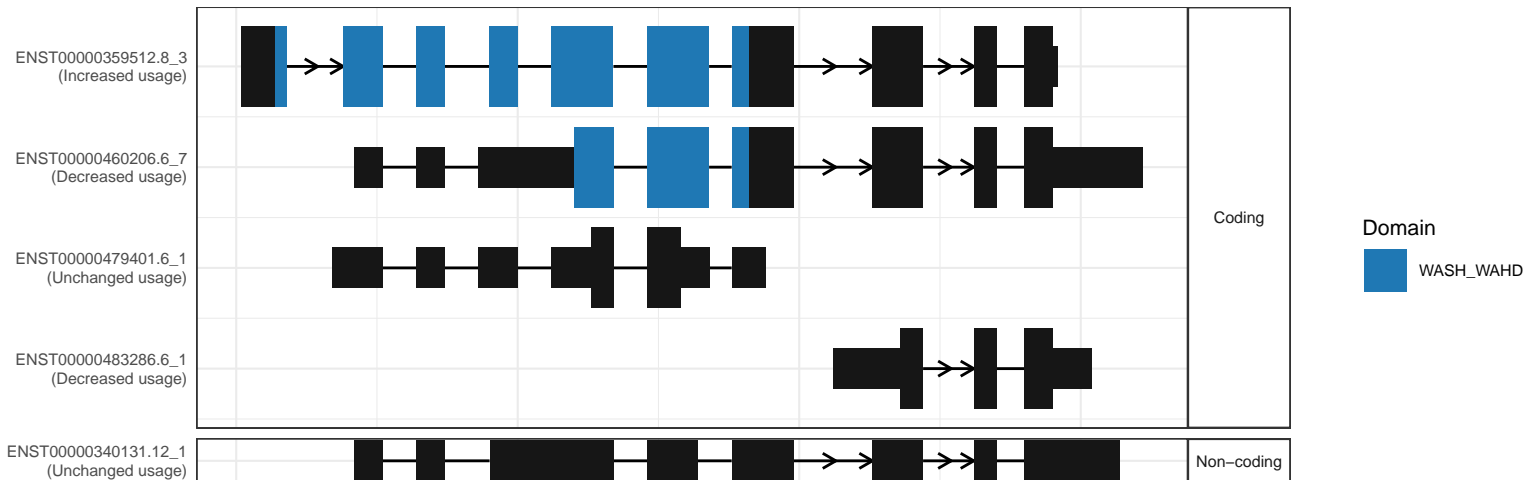 ENST00000359512.8_3
(Increased usage)
ENST00000460206.6_7
(Decreased usage)
ENST00000479401.6_1
(Unchanged usage)
ENST00000483286.6_1
(Decreased usage)
Coding
ENST00000340131.12_1
(Unchanged usage)
Non−coding
Domain
WASH_WAHD